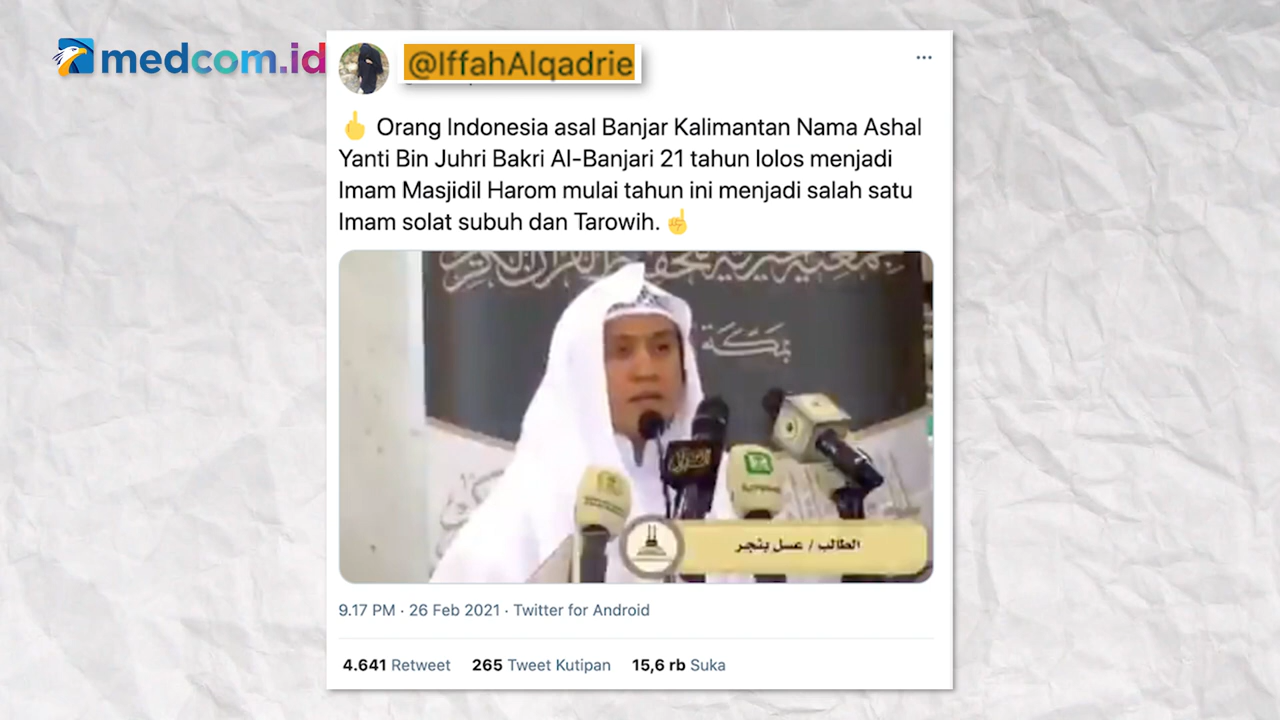 medcom.id
@IffahAlqadrie
Orang Indonesia asal Banjar Kalimantan Nama Ashal
Yanti Bin Juhri Bakri Al-Banjari 21 tahun lolos menjadi
Imam Masjidil Harom mulai tahun ini menjadi salah satu
Imam solat subuh dan Tarowih.
بمكة
الطالب / عسل ينجر
9.17 PM · 26 Feb 2021 · Twitter for Android
4.641 Retweet 265 Tweet Kutipan 15,6 rb Suka